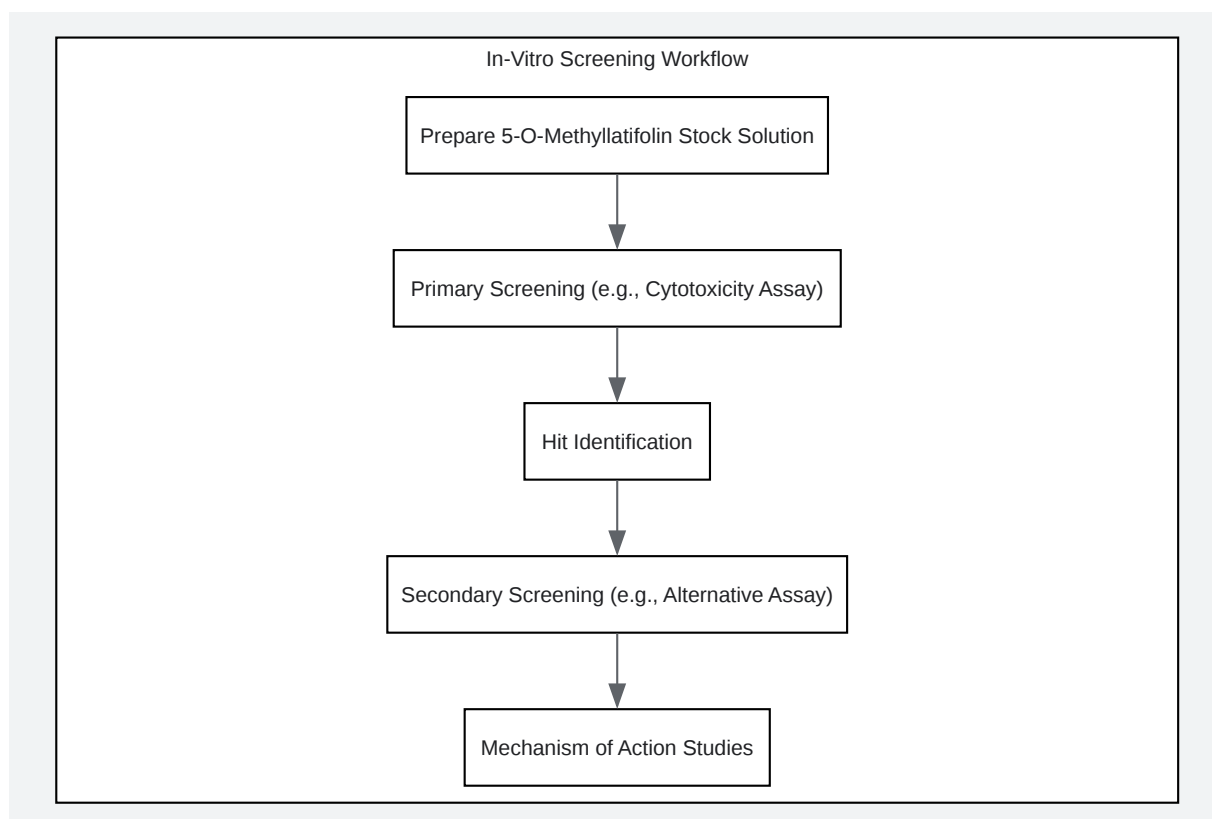 In-Vitro Screening Workflow
Prepare 5-O-Methyllatifolin Stock Solution
Primary Screening (e.g., Cytotoxicity Assay)
Hit Identification
Secondary Screening (e.g., Alternative Assay)
Mechanism of Action Studies